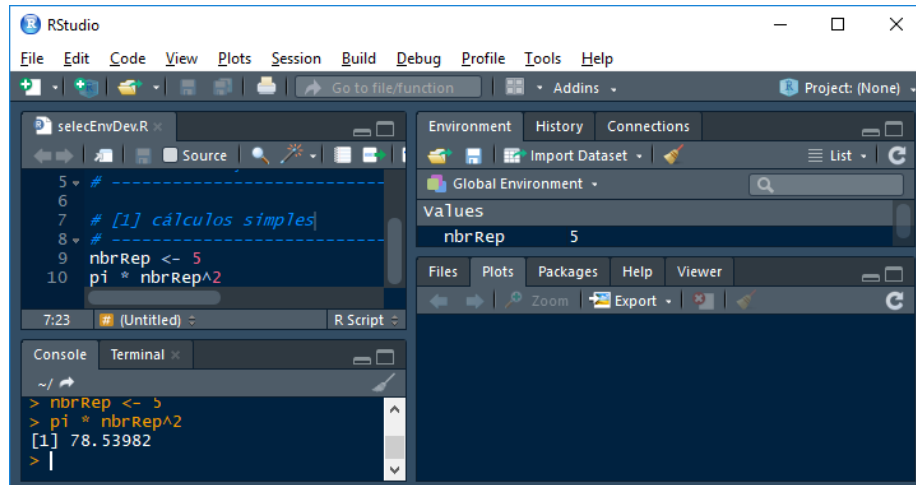 RStudio
File Edit Code View Plots Session Build Debug Profile Tools Help
Go to file/function Addins Project: (None)
selecEnvDev.R
Source
5 # ------------------------------
6
7 # [1] cálculos simples
8 # ------------------------------
9 nbrRep <- 5
10 pi * nbrRep^2
7:23 # (Untitled) R Script
Console Terminal
~/
> nbrRep <- 5
> pi * nbrRep^2
[1] 78.53982
>
Environment History Connections
Import Dataset List
Global Environment
Values
nbrRep 5
Files Plots Packages Help Viewer
Zoom Export